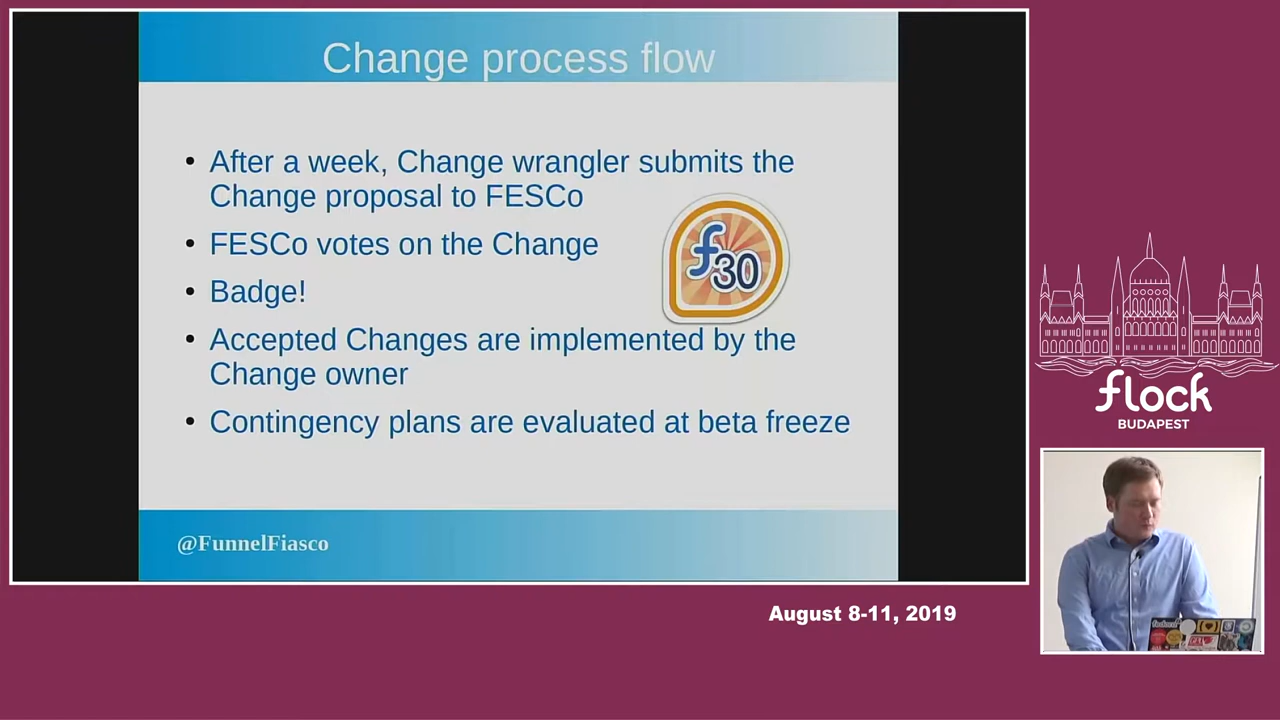 Change process flow
• After a week, Change wrangler submits the
Change proposal to FESCo
• FESCo votes on the Change
• Badge!
• Accepted Changes are implemented by the
Change owner
• Contingency plans are evaluated at beta freeze
f30
@FunnelFiasco
flock
BUDAPEST
August 8-11, 2019